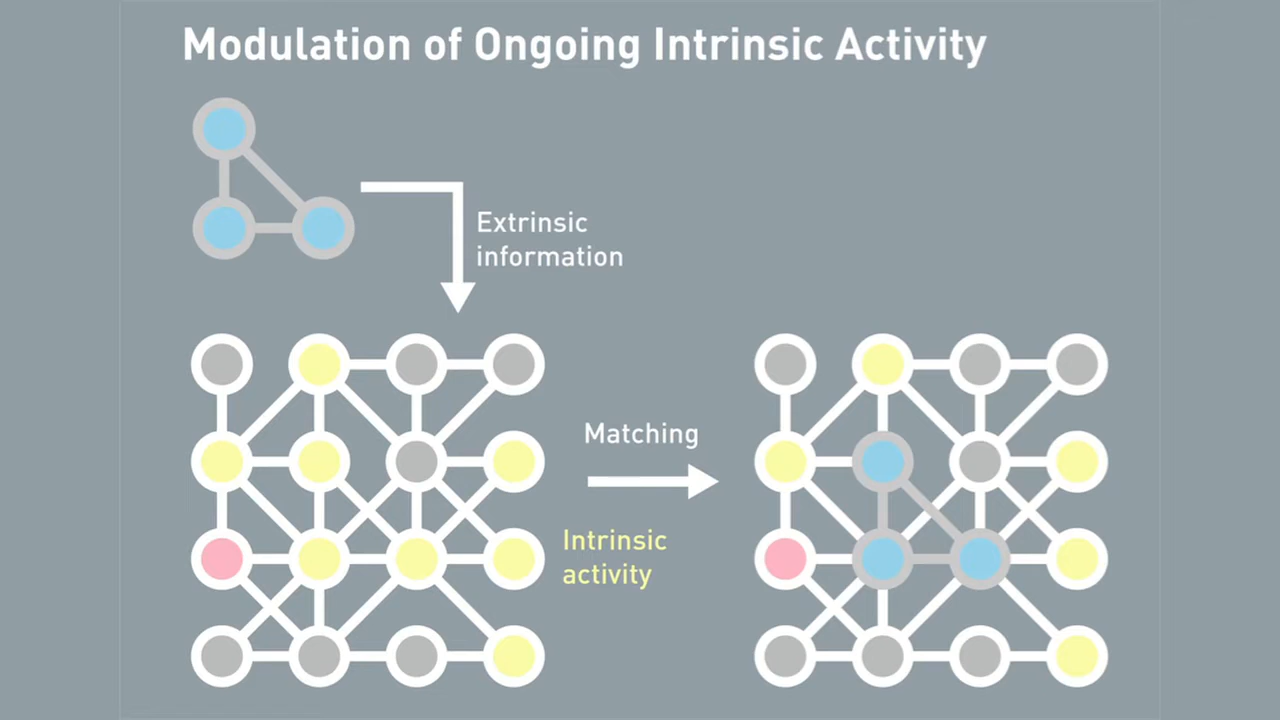 Modulation of Ongoing Intrinsic Activity
Extrinsic
information
Matching
Intrinsic
activity